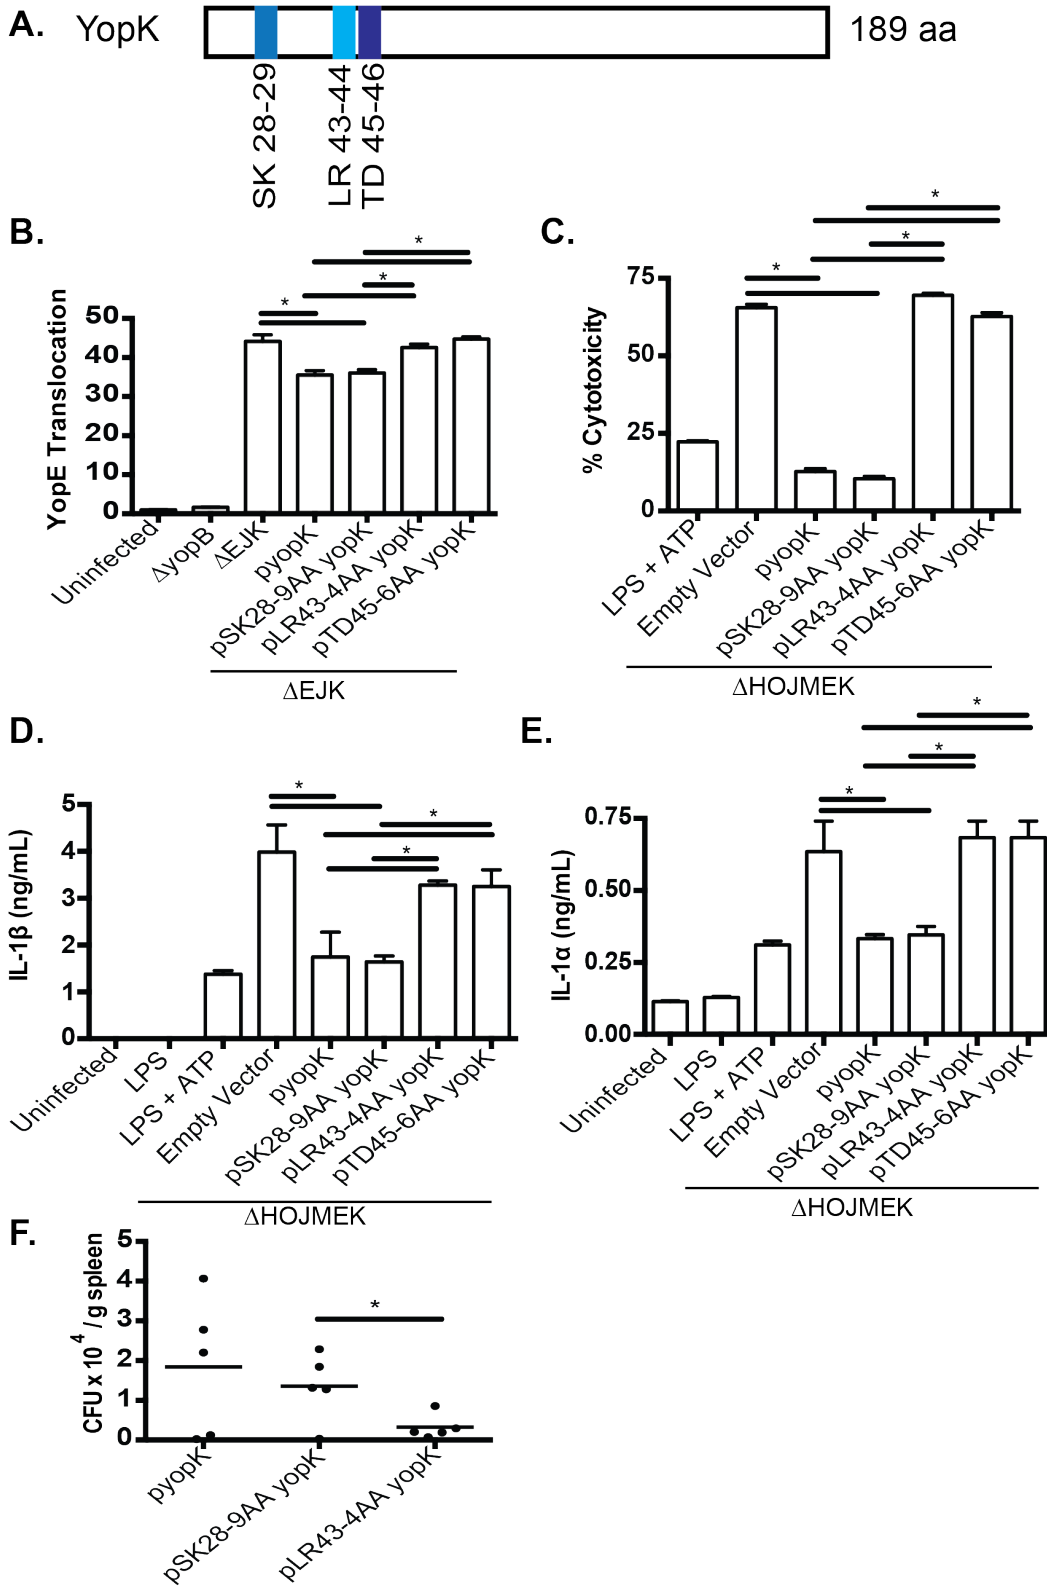 A. YopK 189 aa
SK 28-29
LR 43-44
TD 45-46
B.
*
*
*
YopE Translocation
50
40
30
20
10
0
Uninfected
ΔyopB
ΔEJK
pyopK
pSK28-9AA yopK
pLR43-4AA yopK
pTD45-6AA yopK
ΔEJK
C.
*
*
*
% Cytotoxicity
75
50
25
0
LPS + ATP
Empty Vector
pyopK
pSK28-9AA yopK
pLR43-4AA yopK
pTD45-6AA yopK
ΔHOJMEK
D.
*
*
*
IL-1β (ng/mL)
5
4
3
2
1
0
Uninfected
LPS
LPS + ATP
Empty Vector
pyopK
pSK28-9AA yopK
pLR43-4AA yopK
pTD45-6AA yopK
ΔHOJMEK
E.
*
*
*
IL-1α (ng/mL)
0.75
0.50
0.25
0.00
Uninfected
LPS
LPS + ATP
Empty Vector
pyopK
pSK28-9AA yopK
pLR43-4AA yopK
pTD45-6AA yopK
ΔHOJMEK
F.
*
CFU x 10 4 / g spleen
5
4
3
2
1
0
pyopK
pSK28-9AA yopK
pLR43-4AA yopK